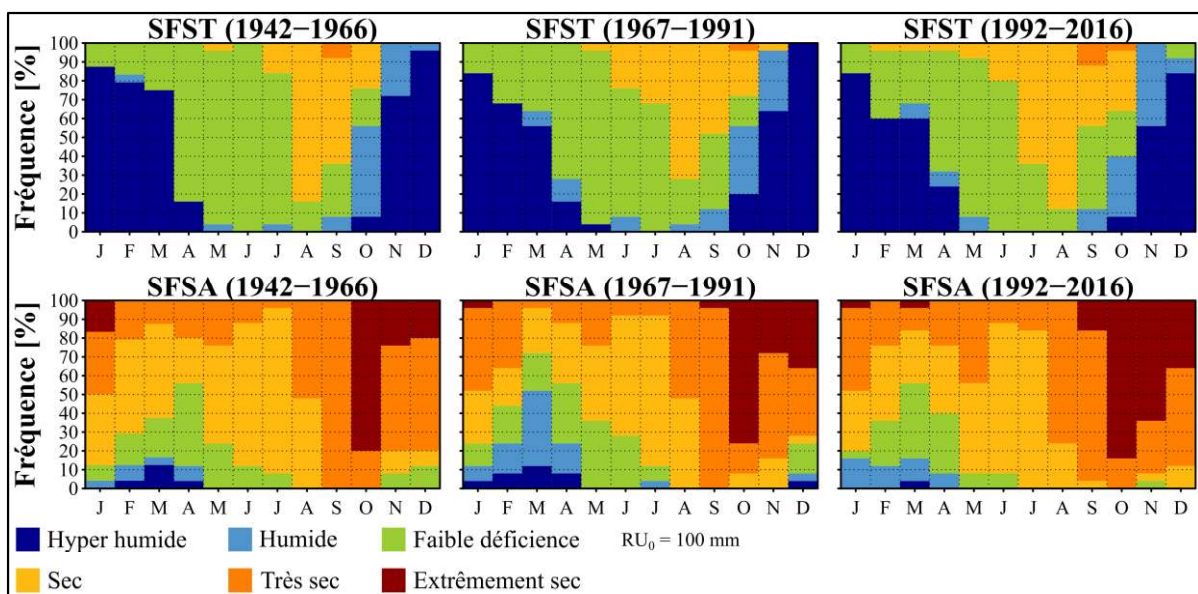 SFST (1942–1966) SFST (1967–1991) SFST (1992–2016)
Fréquence [%]
100
90
80
70
60
50
40
30
20
10
0
J F M A M J J A S O N D J F M A M J J A S O N D J F M A M J J A S O N D
SFSA (1942–1966) SFSA (1967–1991) SFSA (1992–2016)
Fréquence [%]
100
90
80
70
60
50
40
30
20
10
0
J F M A M J J A S O N D J F M A M J J A S O N D J F M A M J J A S O N D
Hyper humide Humide Faible déficience RU₀ = 100 mm
Sec Très sec Extrêmement sec